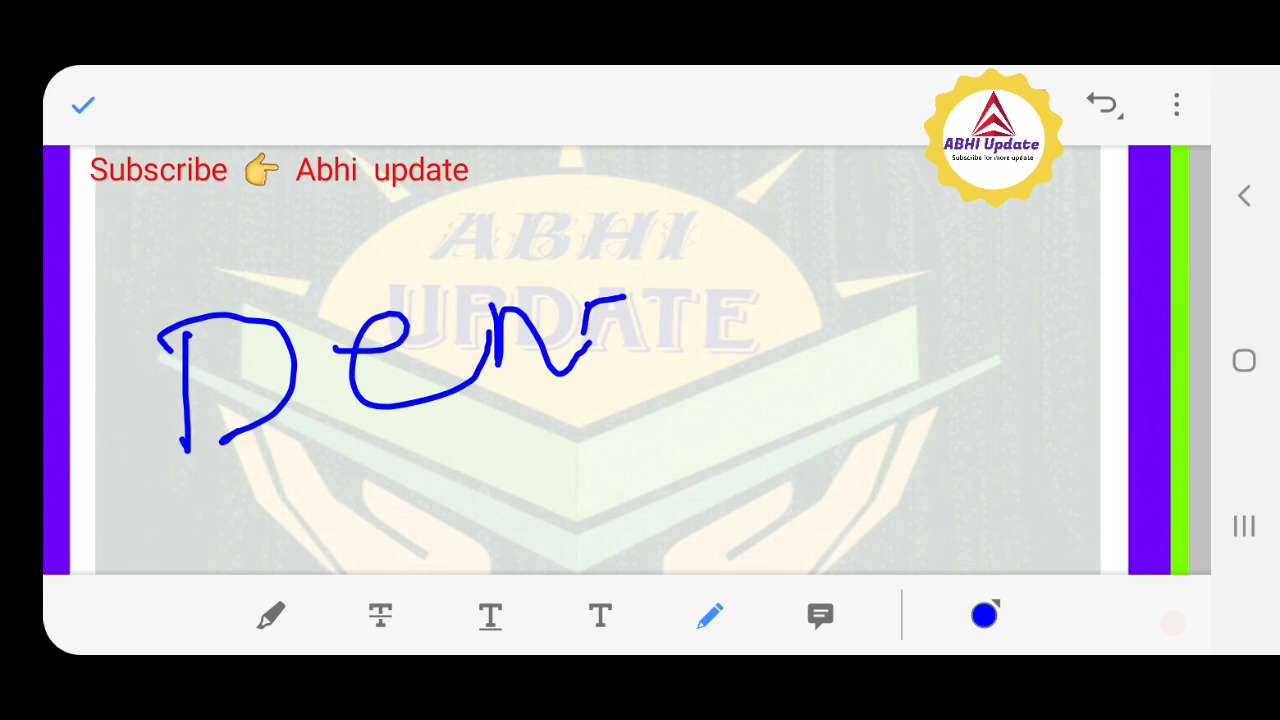 Subscribe 👉 Abhi update
ABHI Update
Subscribe for more update
ABHI
UPDATE
Den